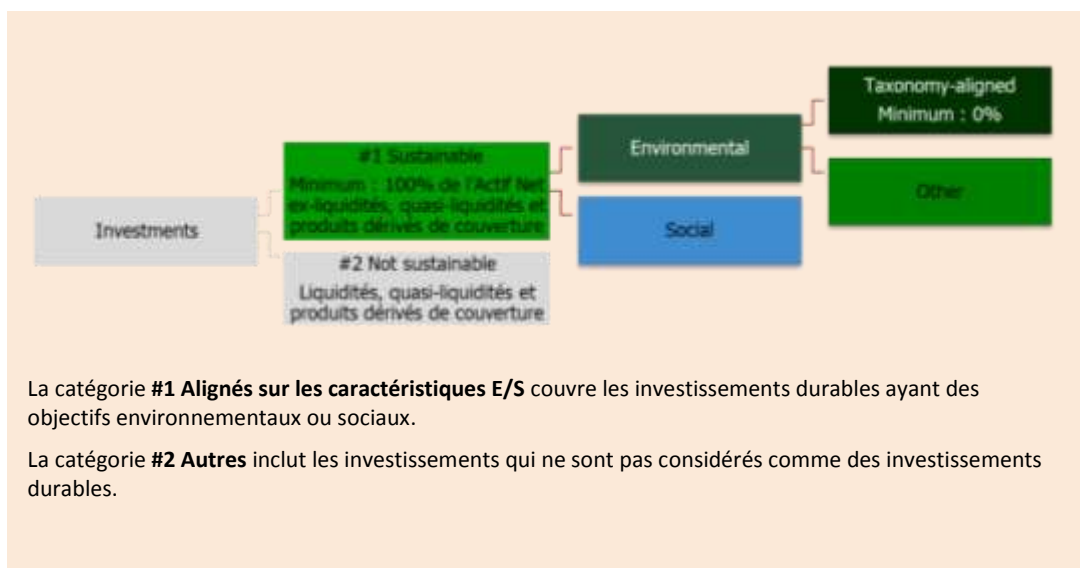 Taxonomy-aligned
Minimum : 0%
Environmental
#1 Sustainable
Minimum : 100% de l'Actif Net
ex-liquidités, quasi-liquidités et
produits dérivés de couverture
Other
Investments
Social
#2 Not sustainable
Liquidités, quasi-liquidités et
produits dérivés de couverture
La catégorie #1 Alignés sur les caractéristiques E/S couvre les investissements durables ayant des
objectifs environnementaux ou sociaux.
La catégorie #2 Autres inclut les investissements qui ne sont pas considérés comme des investissements
durables.